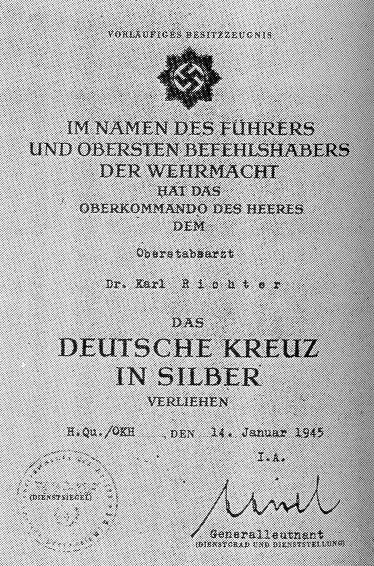 VORLÄUFIGES BESITZZEUGNIS
IM NAMEN DES FÜHRERS
UND OBERSTEN BEFEHLSHABERS
DER WEHRMACHT
HAT DAS
OBERKOMMANDO DES HEERES
DEM
Oberstabsarzt
Dr. Karl Richter
DAS
DEUTSCHE KREUZ
IN SILBER
VERLIEHEN
H.Qu./OKH , DEN 14. Januar 1945
I.A.
(DIENSTSIEGEL)
Generalleutnant
(DIENSTGRAD UND DIENSTSTELLUNG)